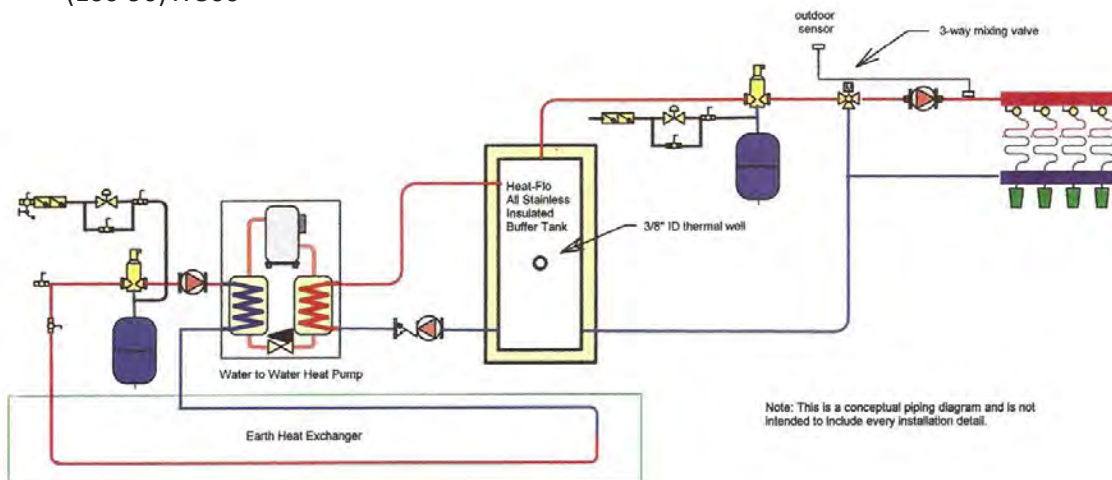 outdoor
sensor
3-way mixing valve
Heat-Flo
All Stainless
Insulated
Buffer Tank
3/8" ID thermal well
Water to Water Heat Pump
Earth Heat Exchanger
Note: This is a conceptual piping diagram and is not
intended to include every installation detail.